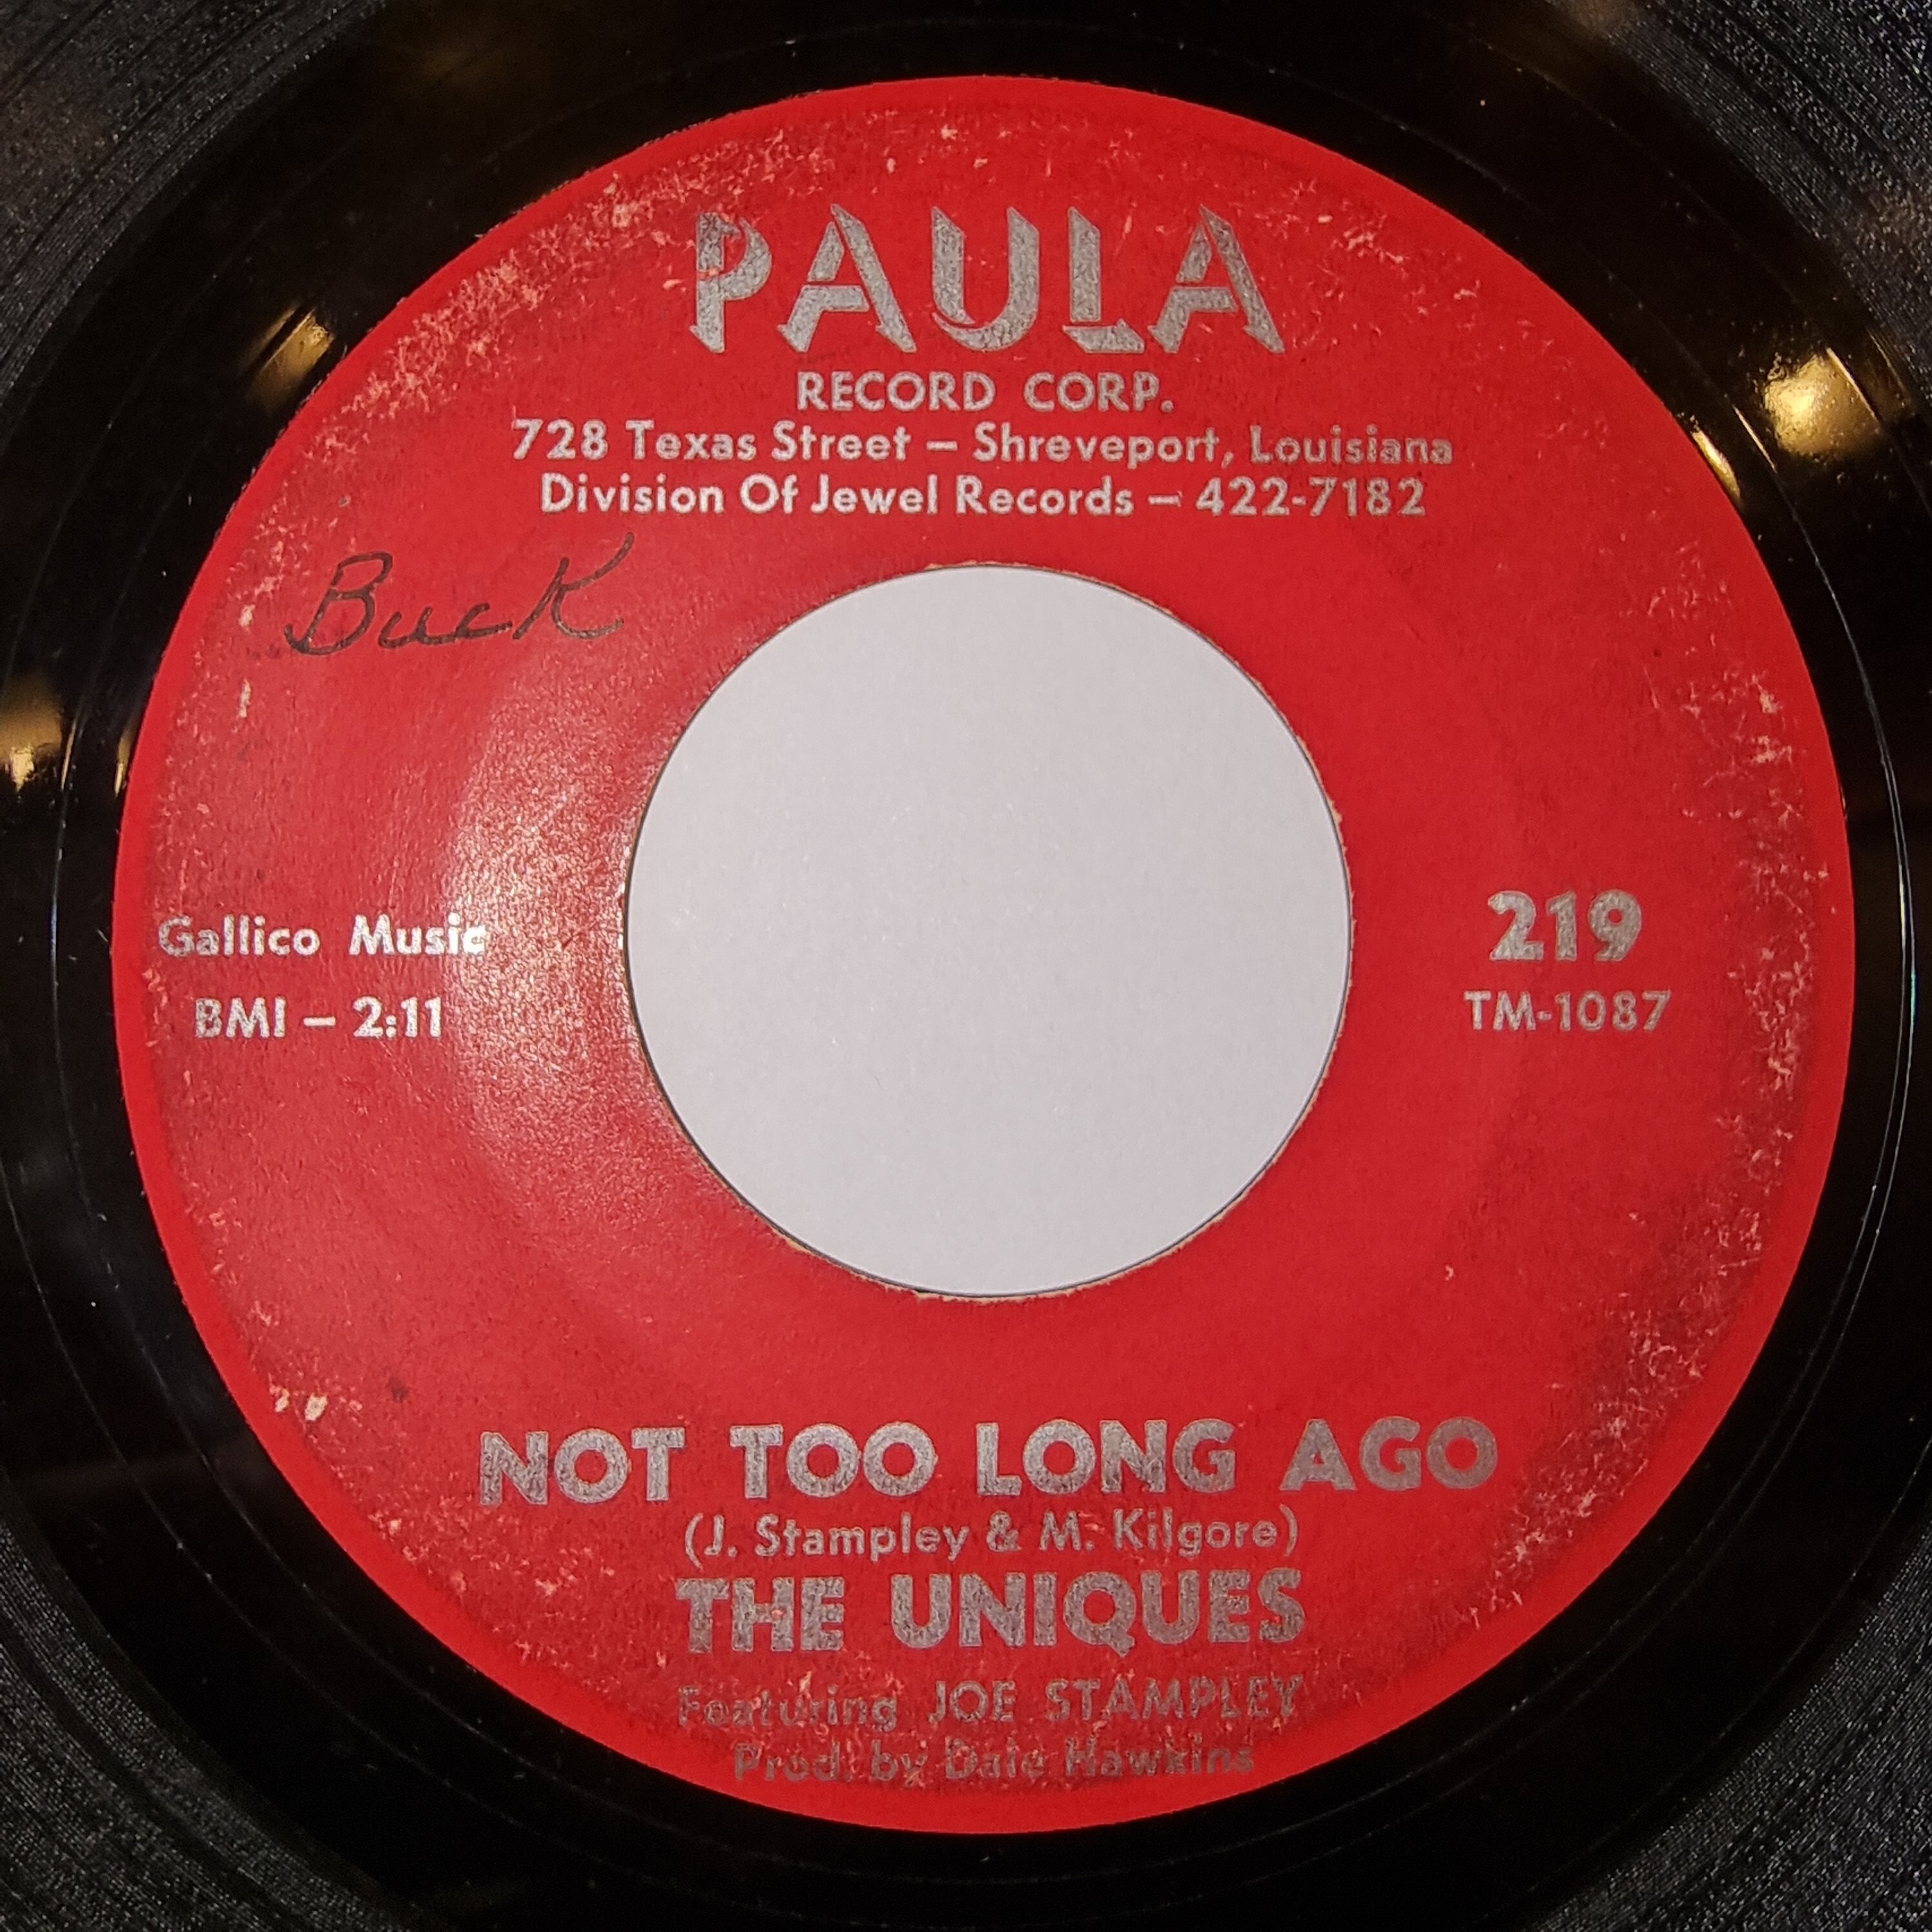 PAULA
RECORD CORP.
728 Texas Street – Shreveport, Louisiana
Division Of Jewel Records – 422-7182
Buck
Gallico Music
BMI – 2:11
219
TM-1087
NOT TOO LONG AGO
(J. Stampley & M. Kilgore)
THE UNIQUES
Featuring JOE STAMPLEY
Prod. by Dale Hawkins